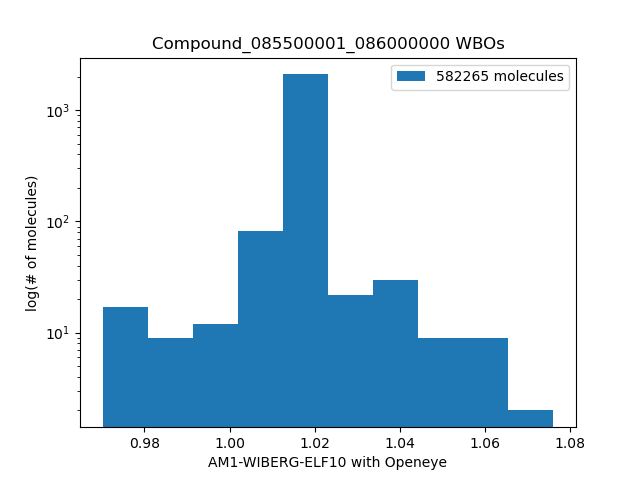 Compound_085500001_086000000 WBOs
582265 molecules
log(# of molecules)
10³
10²
10¹
0.98 1.00 1.02 1.04 1.06 1.08
AM1-WIBERG-ELF10 with Openeye